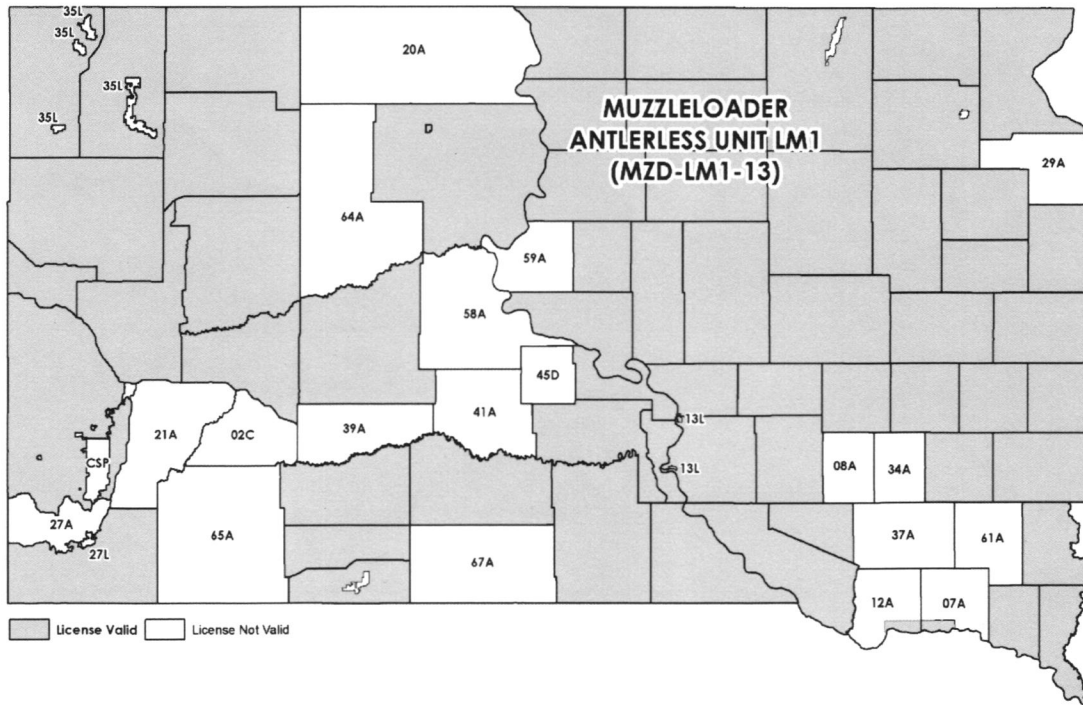 35L
35L
20A
35L
MUZZLELOADER
ANTLERLESS UNIT LM1
(MZD-LM1-13)
35L
29A
64A
59A
58A
45D
21A
02C
39A
41A
13L
CSP
13L
08A
34A
27A
65A
37A
61A
27L
67A
12A
07A
License Valid
License Not Valid